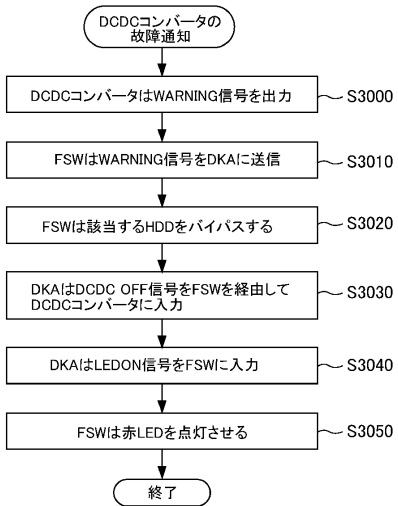 DCDCコンバータの
故障通知
DCDCコンバータはWARNING信号を出力
S3000
FSWはWARNING信号をDKAに送信
S3010
FSWは該当するHDDをバイパスする
S3020
DKAはDCDC OFF信号をFSWを経由して
DCDCコンバータに入力
S3030
DKAはLEDON信号をFSWに入力
S3040
FSWは赤LEDを点灯させる
S3050
終了